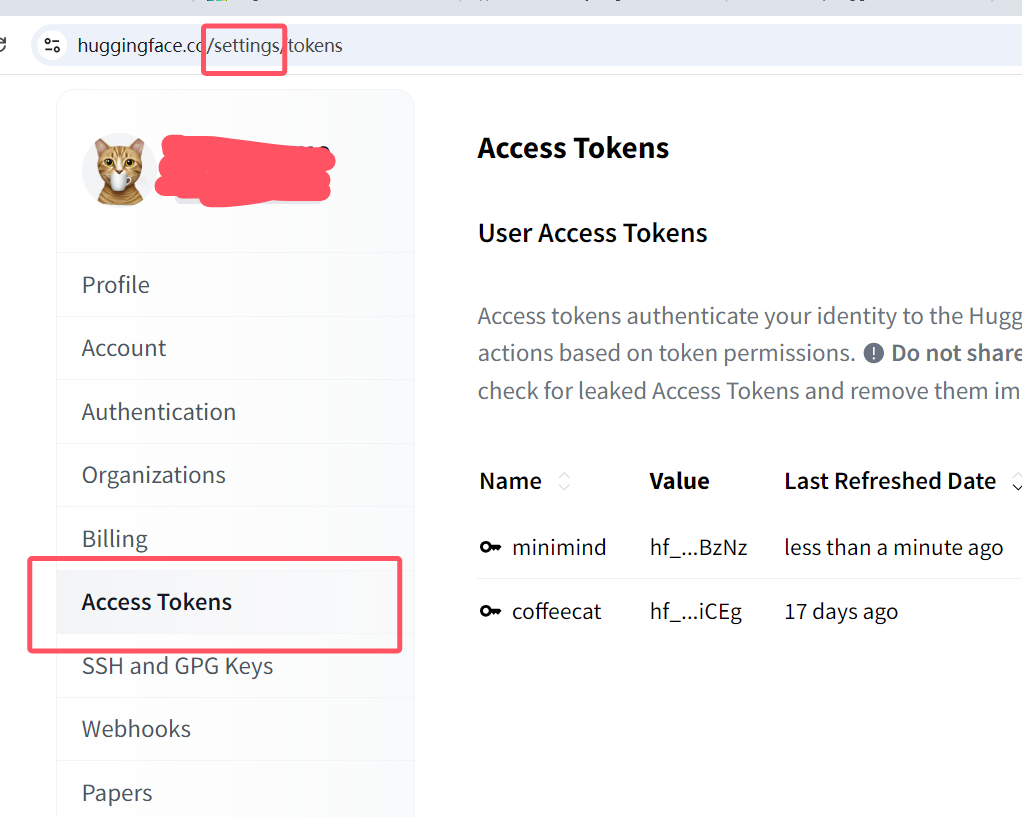 huggingface.co/settings/tokens
Access Tokens
User Access Tokens
Access tokens authenticate your identity to the Hugg
actions based on token permissions. Do not share
check for leaked Access Tokens and remove them im
Name Value Last Refreshed Date
minimind hf_...BzNz less than a minute ago
coffeecat hf_...iCEg 17 days ago
Profile
Account
Authentication
Organizations
Billing
Access Tokens
SSH and GPG Keys
Webhooks
Papers